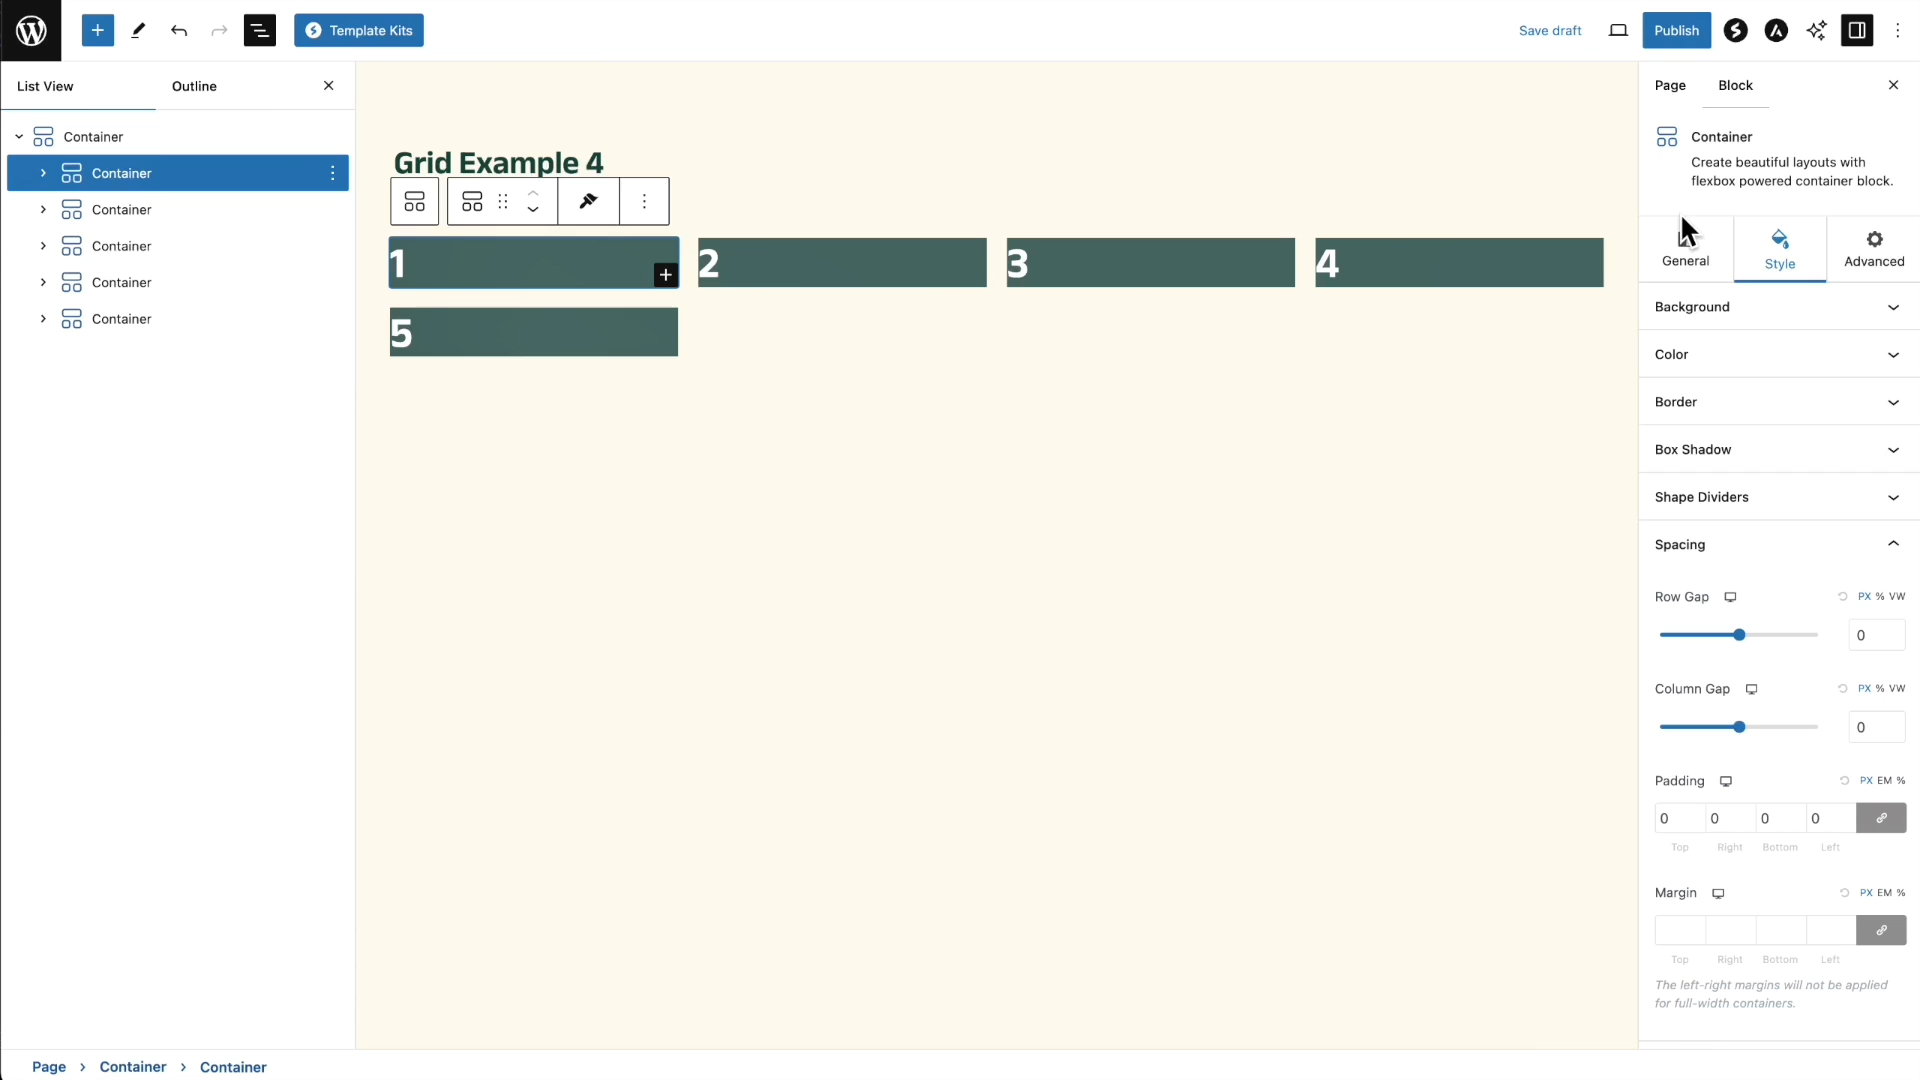 Template Kits
Save draft
Publish
List View
Outline
Container
Container
Container
Container
Container
Container
Grid Example 4
1
2
3
4
5
Page
Block
Container
Create beautiful layouts with
flexbox powered container block.
General
Style
Advanced
Background
Color
Border
Box Shadow
Shape Dividers
Spacing
Row Gap
PX % VW
0
Column Gap
PX % VW
0
Padding
PX EM %
0 0 0 0
Top Right Bottom Left
Margin
PX EM %
Top Right Bottom Left
The left-right margins will not be applied
for full-width containers.
Page > Container > Container